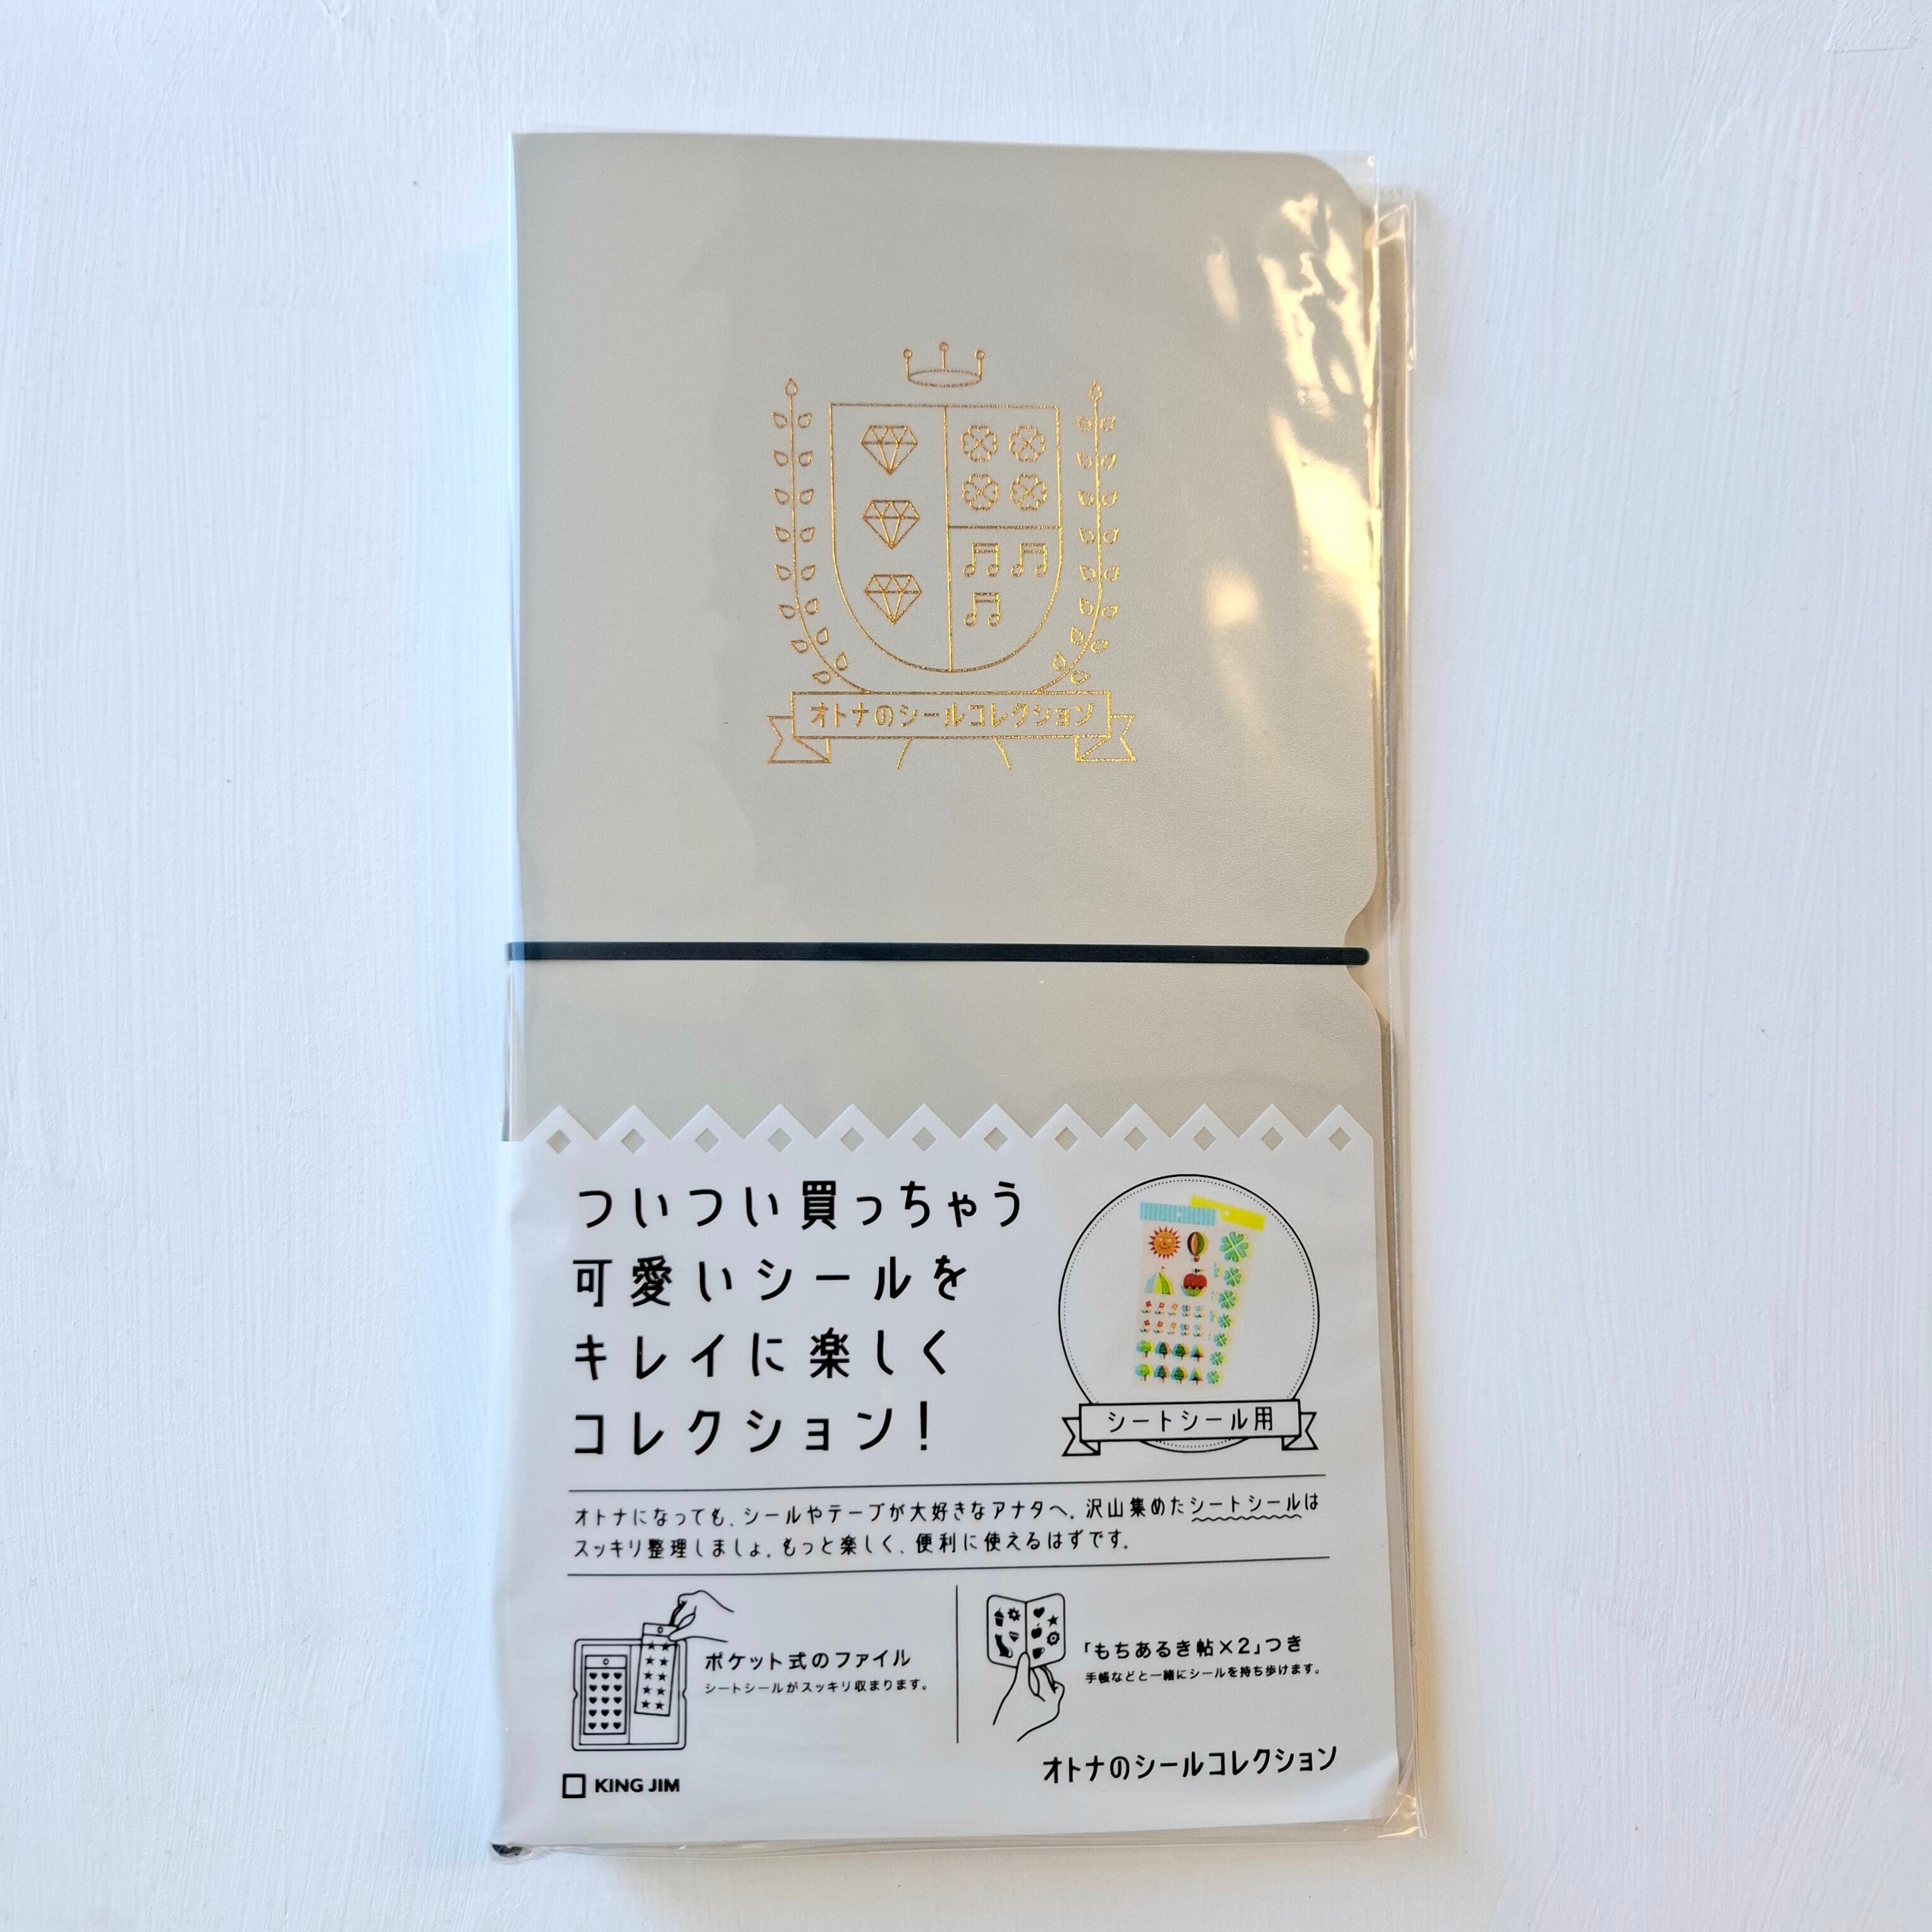 オトナのシールコレクション
ついつい買っちゃう
可愛いシールを
キレイに楽しく
コレクション!
シートシール用
オトナになっても、シールやテープが大好きなアナタへ。沢山集めたシートシールは
スッキリ整理しましょ。もっと楽しく、便利に使えるはずです。
ポケット式のファイル
シートシールがスッキリ収まります。
「もちあるき帖×2」つき
手帳などと一緒にシールを持ち歩けます。
KING JIM
オトナのシールコレクション